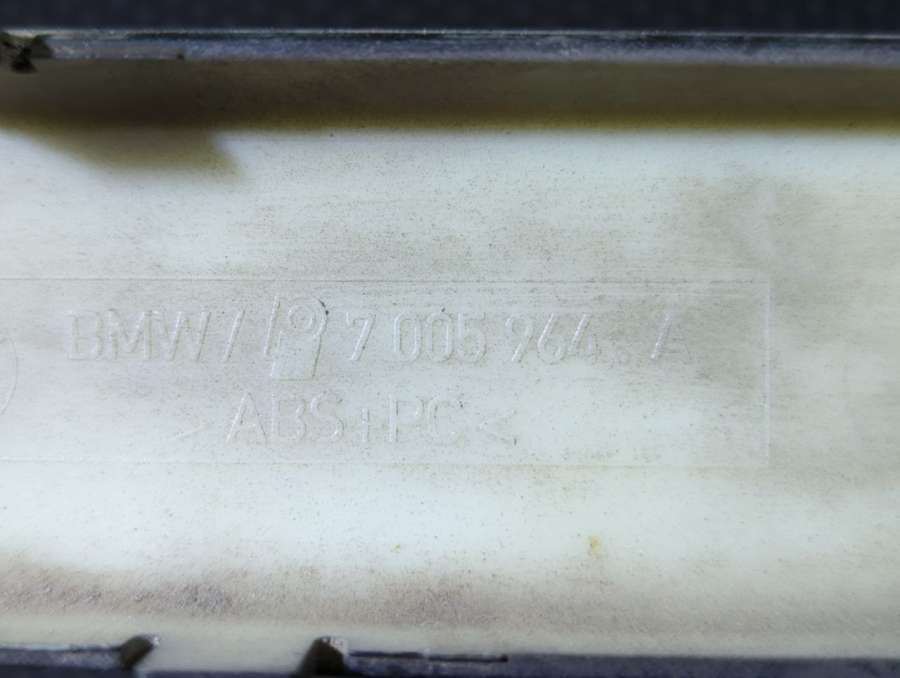 BMW 7 005 964 . A
>ABS+PC<